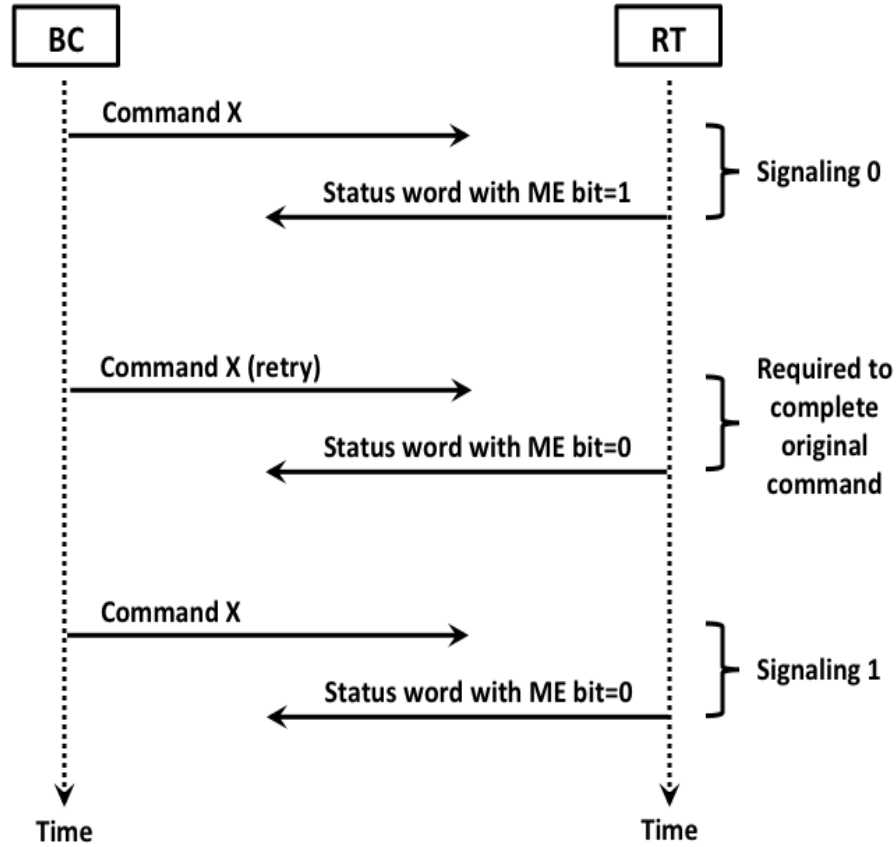 BC
RT
Command X
Status word with ME bit=1
Signaling 0
Command X (retry)
Status word with ME bit=0
Required to
complete
original
command
Command X
Status word with ME bit=0
Signaling 1
Time
Time